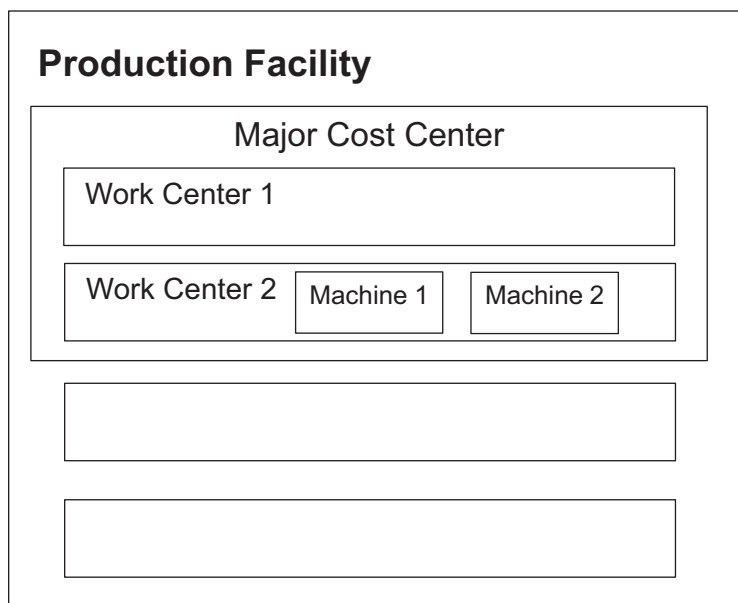 Production Facility
Major Cost Center
Work Center 1
Work Center 2
Machine 1
Machine 2